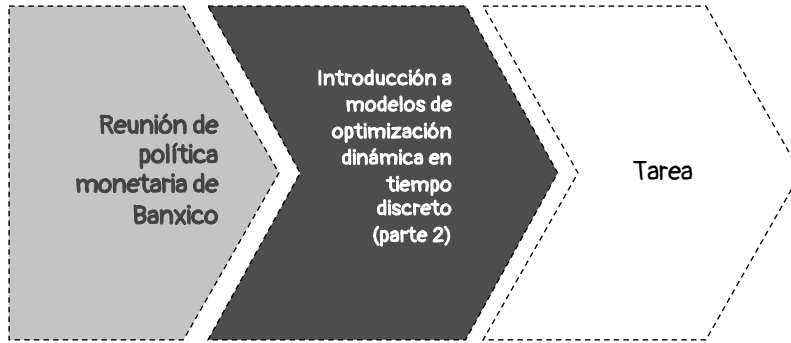 Reunión de
política
monetaria de
Banxico
Introducción a
modelos de
optimización
dinámica en
tiempo
discreto
(parte 2)
Tarea